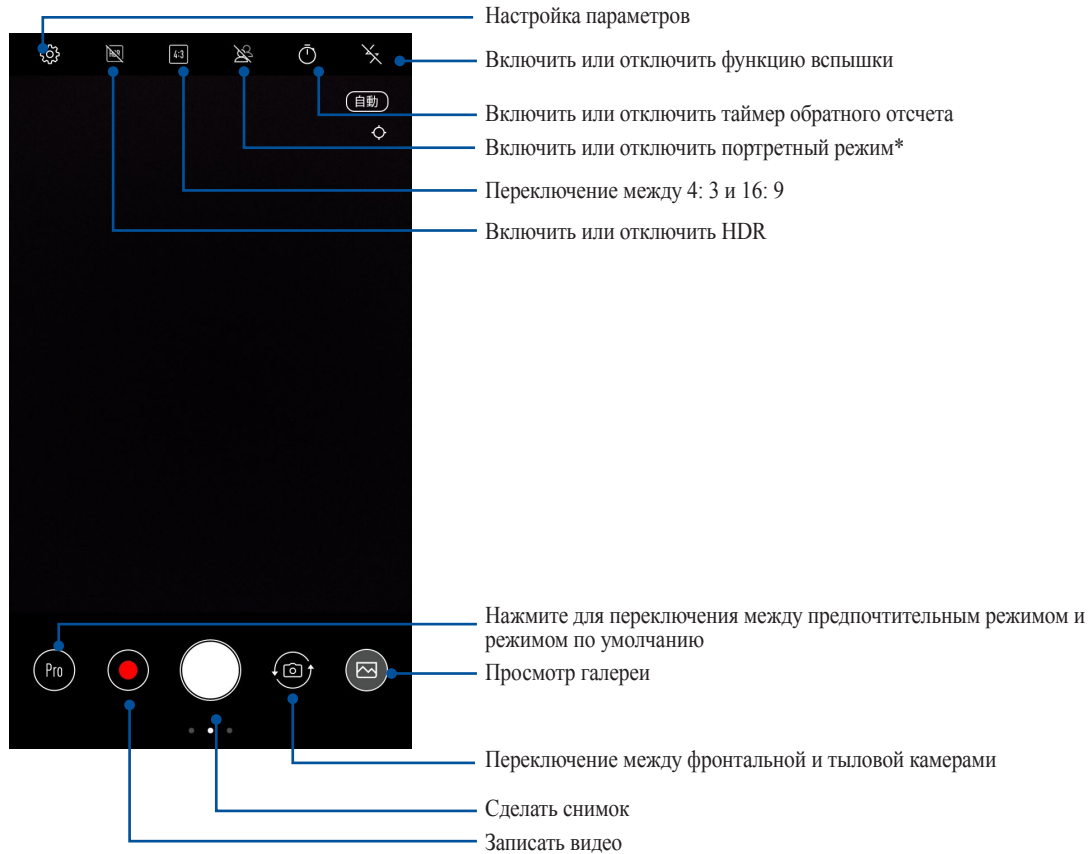 Настройка параметров
HDR
4:3
Включить или отключить функцию вспышки
自動
Включить или отключить таймер обратного отсчета
Включить или отключить портретный режим*
Переключение между 4: 3 и 16: 9
Включить или отключить HDR
Нажмите для переключения между предпочтительным режимом и
режимом по умолчанию
Pro
Просмотр галереи
Переключение между фронтальной и тыловой камерами
Сделать снимок
Записать видео